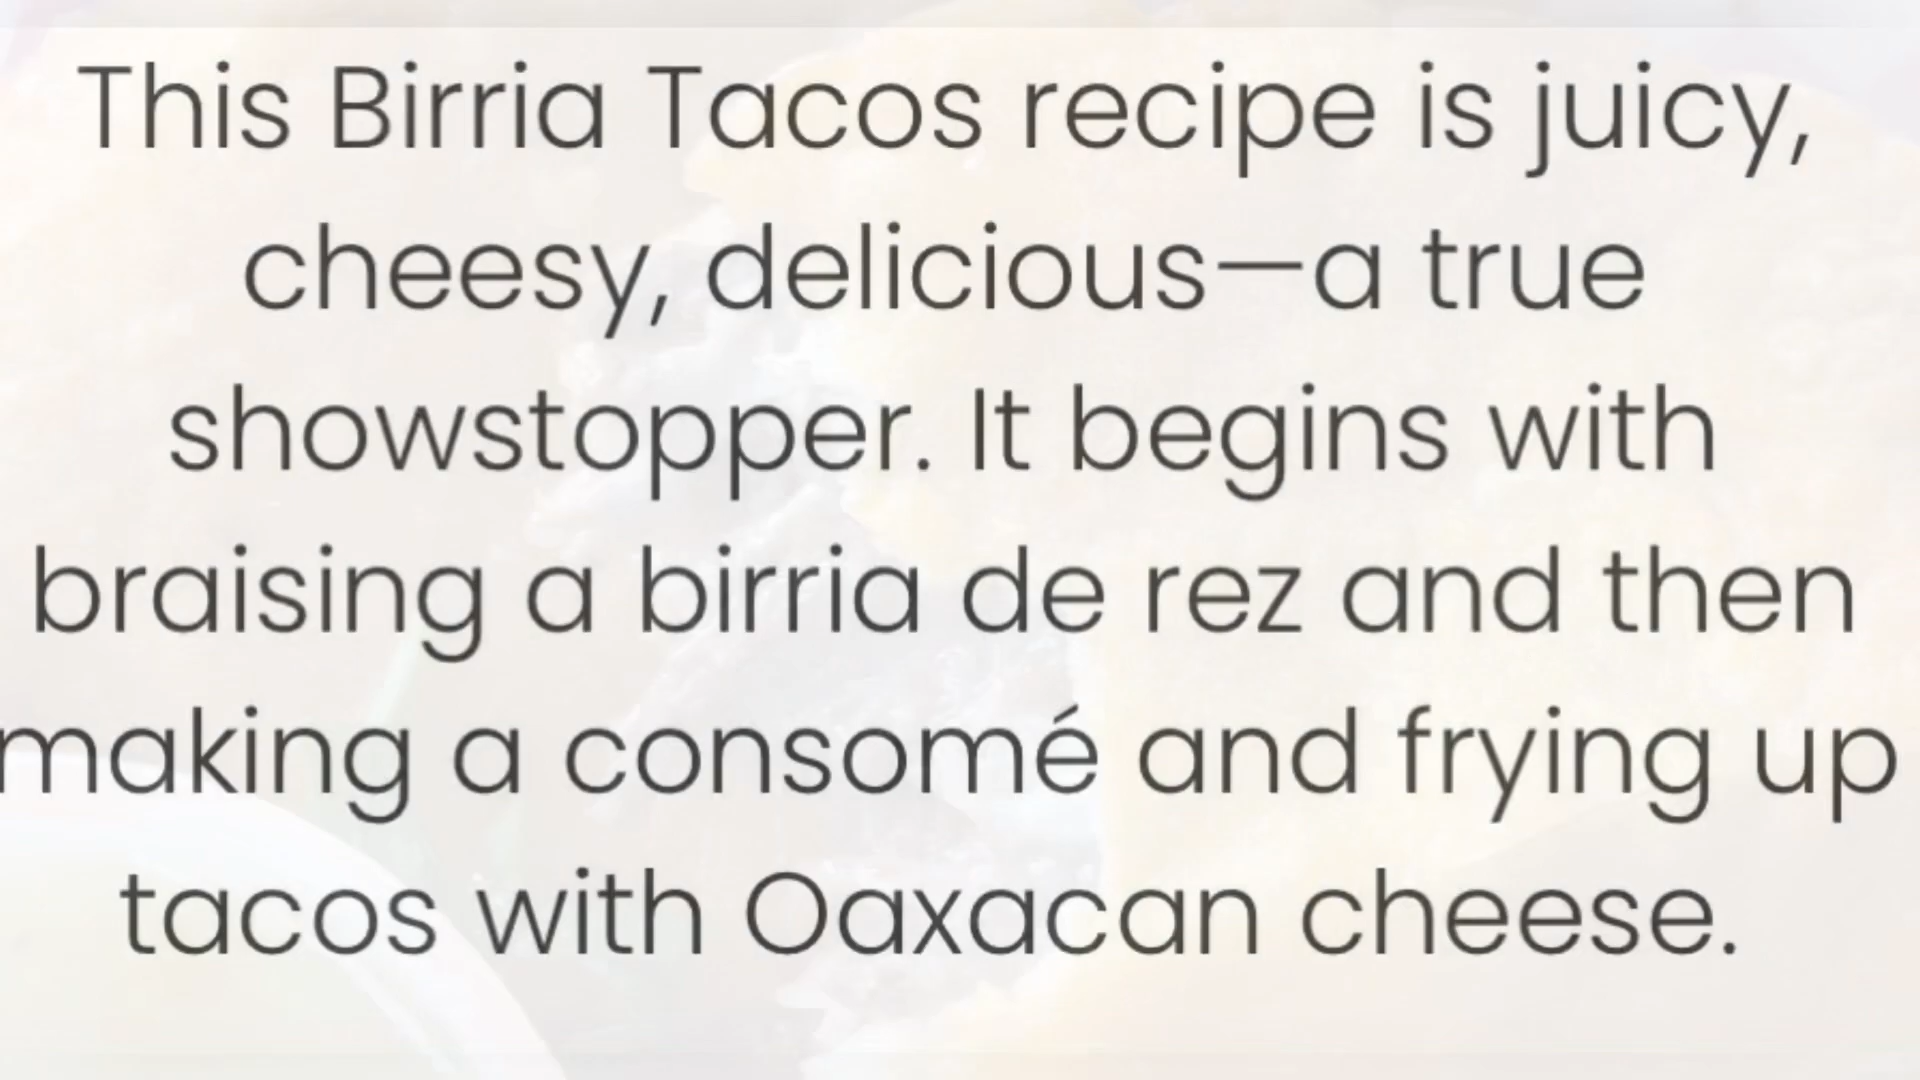 This Birria Tacos recipe is juicy,
cheesy, delicious—a true
showstopper. It begins with
braising a birria de rez and then
making a consomé and frying up
tacos with Oaxacan cheese.